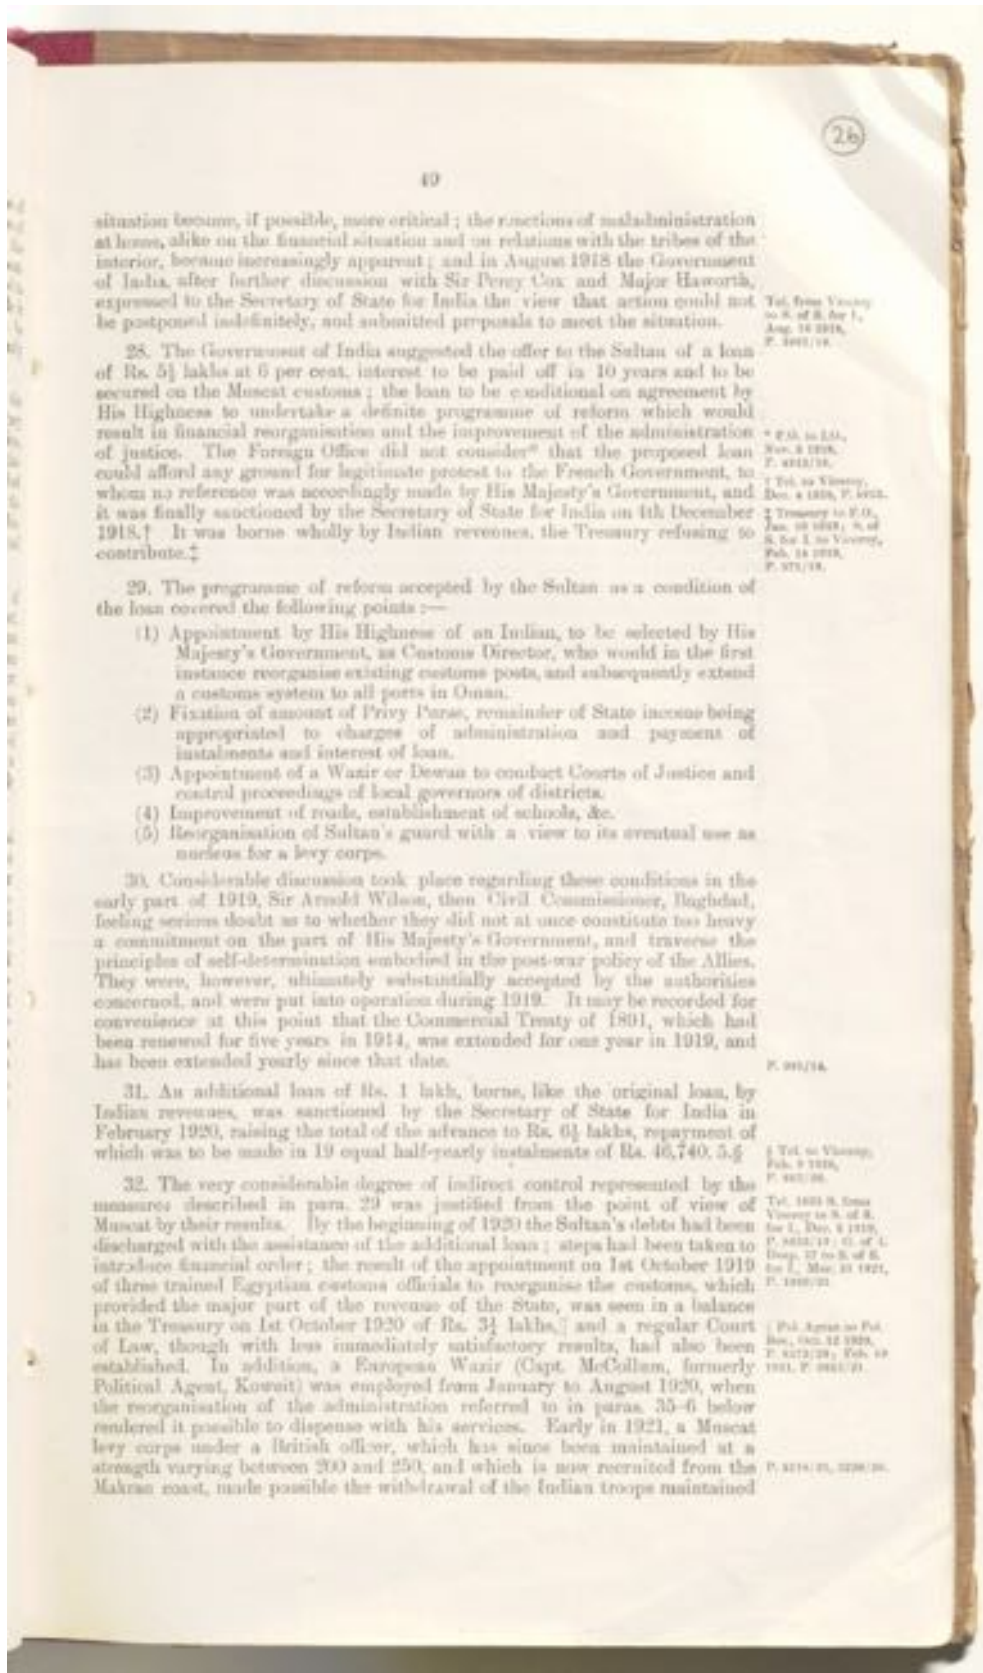 26
49
situation became, if possible, more critical ; the reactions of maladministration
at home, alike on the financial situation and on relations with the tribes of the
interior, became increasingly apparent ; and in August 1918 the Government
of India, after further discussion with Sir Percy Cox and Major Haworth,
expressed to the Secretary of State for India the view that action could not
be postponed indefinitely, and submitted proposals to meet the situation.
Tel. from Viceroy
to S. of S. for I.,
Aug. 1918,
28. The Government of India suggested the offer to the Sultan of a loan
of Rs. 5½ lakhs at 6 per cent. interest to be paid off in 10 years and to be
secured on the Muscat customs ; the loan to be conditional on agreement by
His Highness to undertake a definite programme of reform which would
result in financial reorganisation and the improvement of the administration
of justice. The Foreign Office did not consider* that the proposed loan
could afford any ground for legitimate protest to the French Government, to
whom no reference was accordingly made by His Majesty's Government, and
it was finally sanctioned by the Secretary of State for India on 4th December
1918.† It was borne wholly by Indian revenues, the Treasury refusing to
contribute.‡
* F.O. to I.O.,
† Tel. to Viceroy,
‡ Treasury to F.O.,
S. for I. to Viceroy,
29. The programme of reform accepted by the Sultan as a condition of
the loan covered the following points :—
(1) Appointment by His Highness of an Indian, to be selected by His
Majesty's Government, as Customs Director, who would in the first
instance reorganise existing customs posts, and subsequently extend
a customs system to all ports in Oman.
(2) Fixation of amount of Privy Purse, remainder of State income being
appropriated to charges of administration and payment of
instalments and interest of loan.
(3) Appointment of a Wazir or Dewan to conduct Courts of Justice and
control proceedings of local governors of districts.
(4) Improvement of roads, establishment of schools, &c.
(5) Reorganisation of Sultan's guard with a view to its eventual use as
nucleus for a levy corps.
30. Considerable discussion took place regarding these conditions in the
early part of 1919, Sir Arnold Wilson, then Civil Commissioner, Baghdad,
feeling serious doubt as to whether they did not at once constitute too heavy
a commitment on the part of His Majesty's Government, and traverse the
principles of self-determination embodied in the post-war policy of the Allies.
They were, however, ultimately substantially accepted by the authorities
concerned, and were put into operation during 1919. It may be recorded for
convenience at this point that the Commercial Treaty of 1891, which had
been renewed for five years in 1914, was extended for one year in 1919, and
has been extended yearly since that date.
31. An additional loan of Rs. 1 lakh, borne, like the original loan, by
Indian revenues, was sanctioned by the Secretary of State for India in
February 1920, raising the total of the advance to Rs. 6½ lakhs, repayment of
which was to be made in 19 equal half-yearly instalments of Rs. 46,740. 5.§
§ Tel. to Viceroy,
32. The very considerable degree of indirect control represented by the
measures described in para. 29 was justified from the point of view of
Muscat by their results. By the beginning of 1920 the Sultan's debts had been
discharged with the assistance of the additional loan ; steps had been taken to
introduce financial order ; the result of the appointment on 1st October 1919
of three trained Egyptian customs officials to reorganise the customs, which
provided the major part of the revenue of the State, was seen in a balance
in the Treasury on 1st October 1920 of Rs. 3½ lakhs,|| and a regular Court
of Law, though with less immediately satisfactory results, had also been
established. In addition, a European Wazir (Capt. McCollum, formerly
Political Agent, Koweit) was employed from January to August 1920, when
the reorganisation of the administration referred to in paras. 35–6 below
rendered it possible to dispense with his services. Early in 1921, a Muscat
levy corps under a British officer, which has since been maintained at a
strength varying between 200 and 250, and which is now recruited from the
Makran coast, made possible the withdrawal of the Indian troops maintained